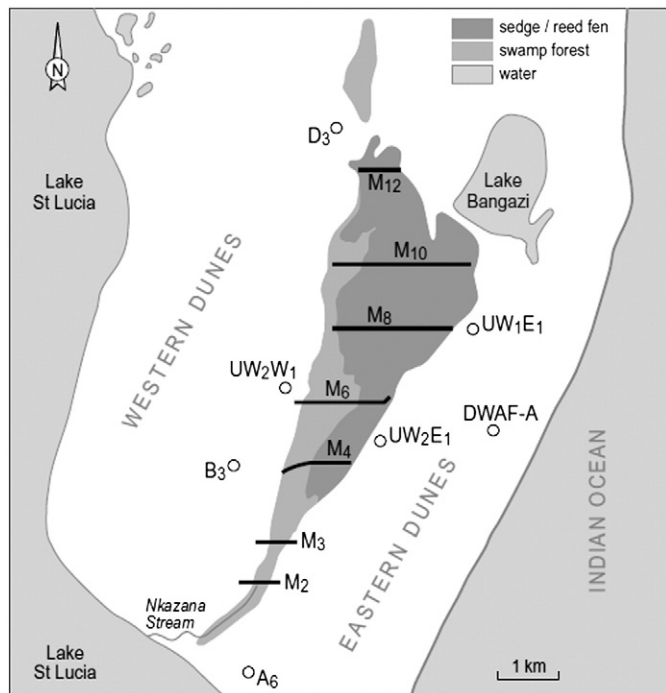 sedge / reed fen
swamp forest
water
N
D3
Lake
St Lucia
M12
Lake
Bangazi
M10
WESTERN DUNES
M8
UW1E1
UW2W1
M6
DWAF-A
UW2E1
M4
B3
INDIAN OCEAN
M3
EASTERN DUNES
M2
Nkazana
Stream
Lake
St Lucia
A6
1 km